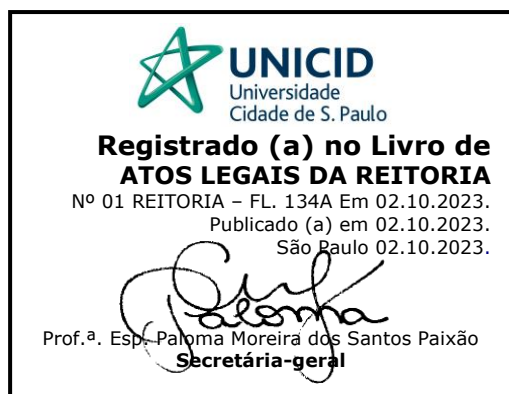 UNICID
Universidade
Cidade de S. Paulo
Registrado (a) no Livro de
ATOS LEGAIS DA REITORIA
Nº 01 REITORIA – FL. 134A Em 02.10.2023.
Publicado (a) em 02.10.2023.
São Paulo 02.10.2023.
Paloma
Prof.ª. Esp. Paloma Moreira dos Santos Paixão
Secretária-geral